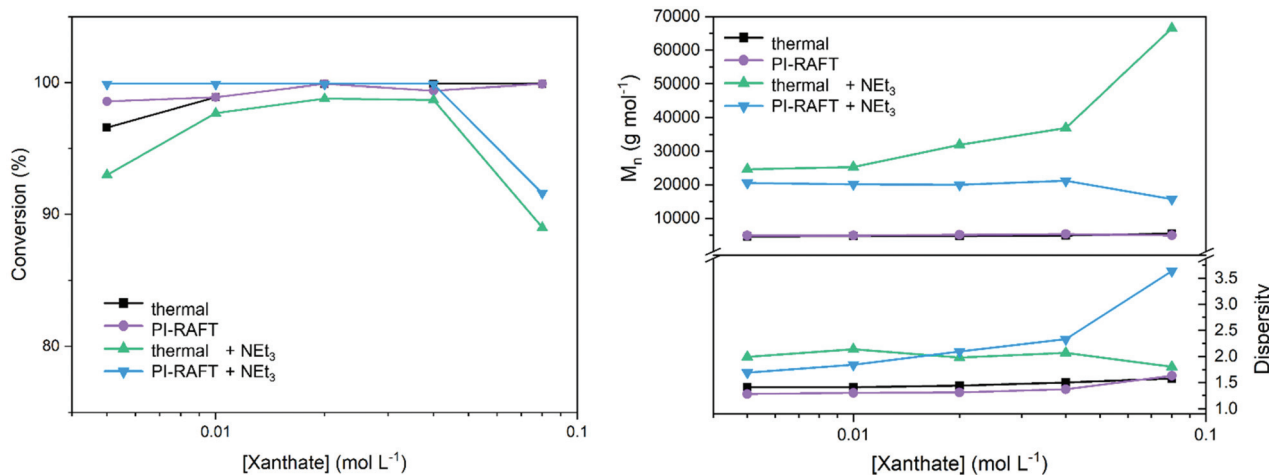 100
90
80
Conversion (%)
thermal
PI-RAFT
thermal + NEt₃
PI-RAFT + NEt₃
0.01 0.1
[Xanthate] (mol L⁻¹)
70000
60000
50000
40000
30000
20000
10000
Mₙ (g mol⁻¹)
thermal
PI-RAFT
thermal + NEt₃
PI-RAFT + NEt₃
3.5
3.0
2.5
2.0
1.5
1.0
Dispersity
0.01 0.1
[Xanthate] (mol L⁻¹)